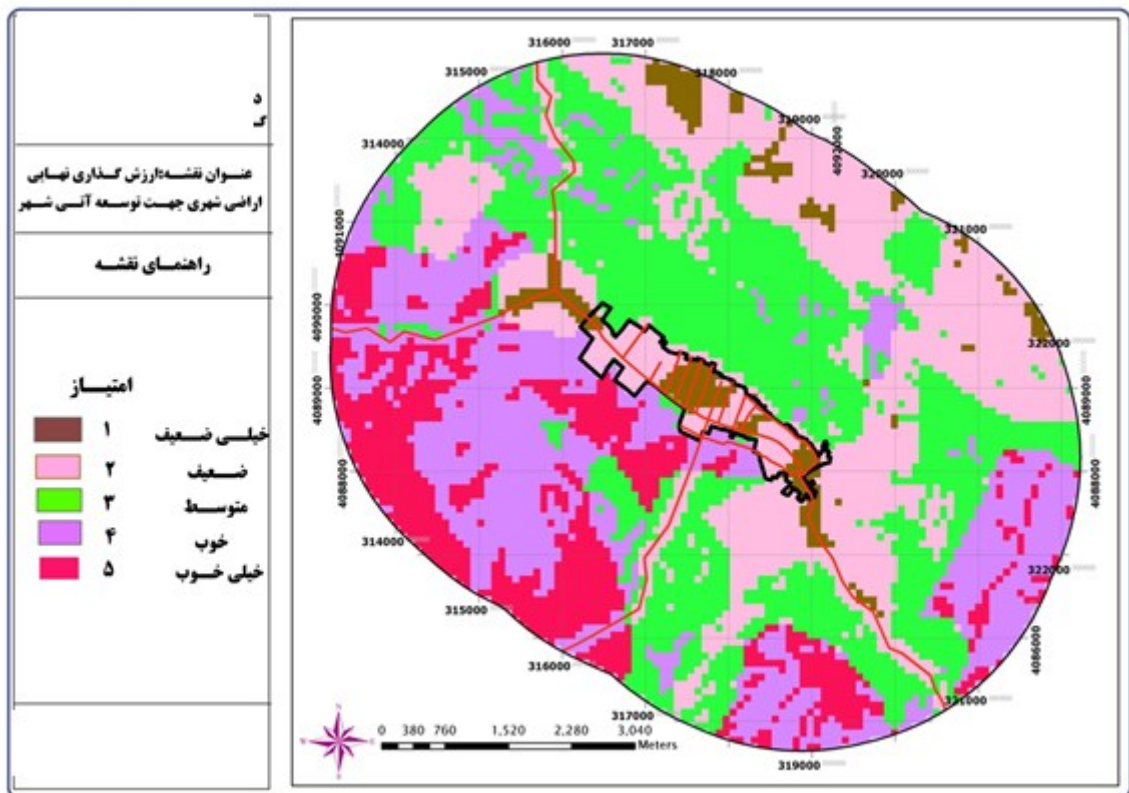 د
ک
عنوان نقشه:ارزش گذاری نهایی
اراضی شهری جهت توسعه آتی شهر
راهنمای نقشه
امتیاز
۱ خیلی ضعیف
۲ ضعیف
۳ متوسط
۴ خوب
۵ خیلی خوب
316000
317000
315000
318000
319000
314000
4092000
320000
4091000
321000
4090000
322000
4089000
4089000
4088000
4088000
314000
322000
315000
4086000
316000
321000
317000
319000
N
0 380 760 1,520 2,280 3,040
Meters